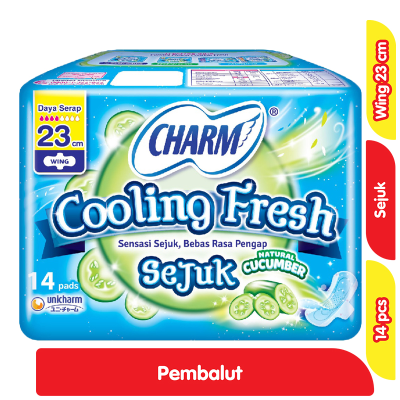 Daya Serap
23 cm
WING
CHARM®
Cooling Fresh
Sensasi Sejuk, Bebas Rasa Pengap
Sejuk
NATURAL
CUCUMBER
14 pads
unicharm
ユニ・チャーム
Wing 23 cm
Sejuk
14 pcs
Pembalut